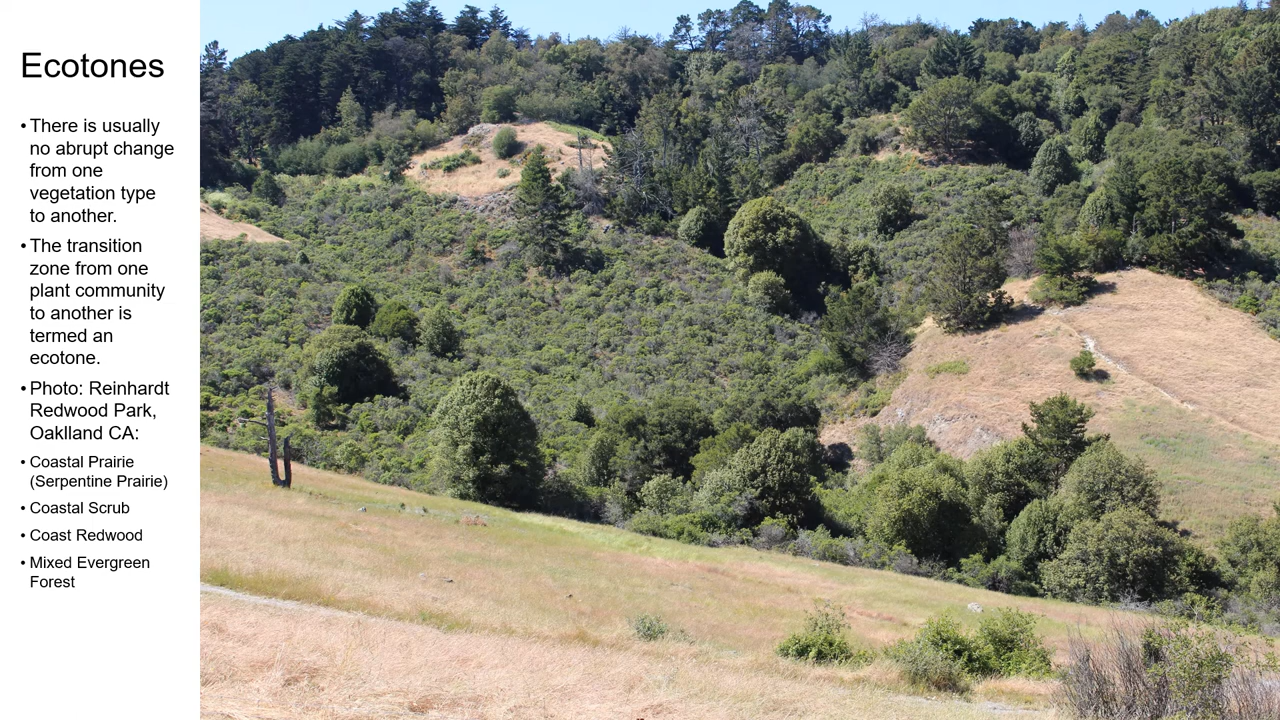 Ecotones
•There is usually
no abrupt change
from one
vegetation type
to another.
•The transition
zone from one
plant community
to another is
termed an
ecotone.
•Photo: Reinhardt
Redwood Park,
Oaklland CA:
•Coastal Prairie
(Serpentine Prairie)
•Coastal Scrub
•Coast Redwood
•Mixed Evergreen
Forest